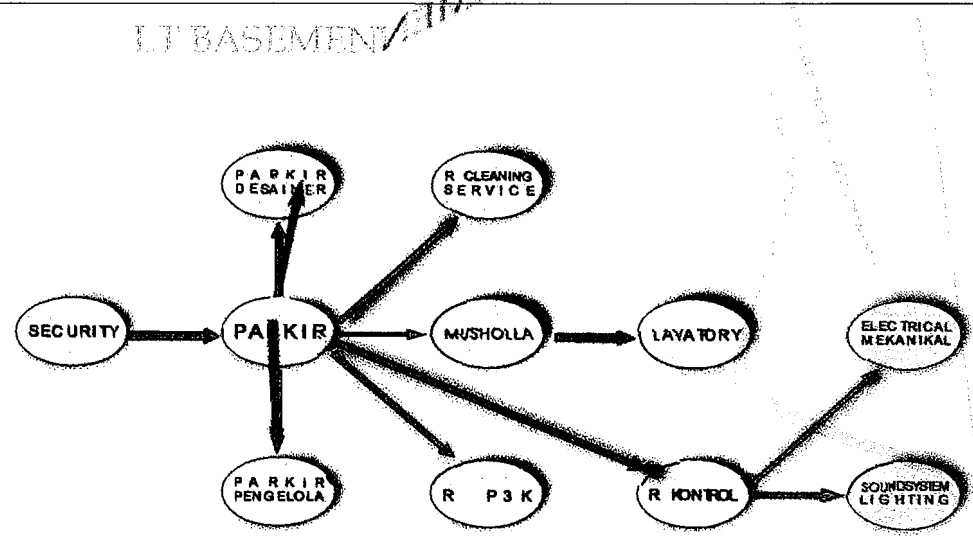 LT BASEMENT
PARKIR
DESAINER
R CLEANING
SERVICE
SECURITY
PARKIR
MUSHOLLA
LAVATORY
ELECTRICAL
MEKANIKAL
PARKIR
PENGELOLA
R P3K
R KONTROL
SOUNDSYSTEM
LIGHTING